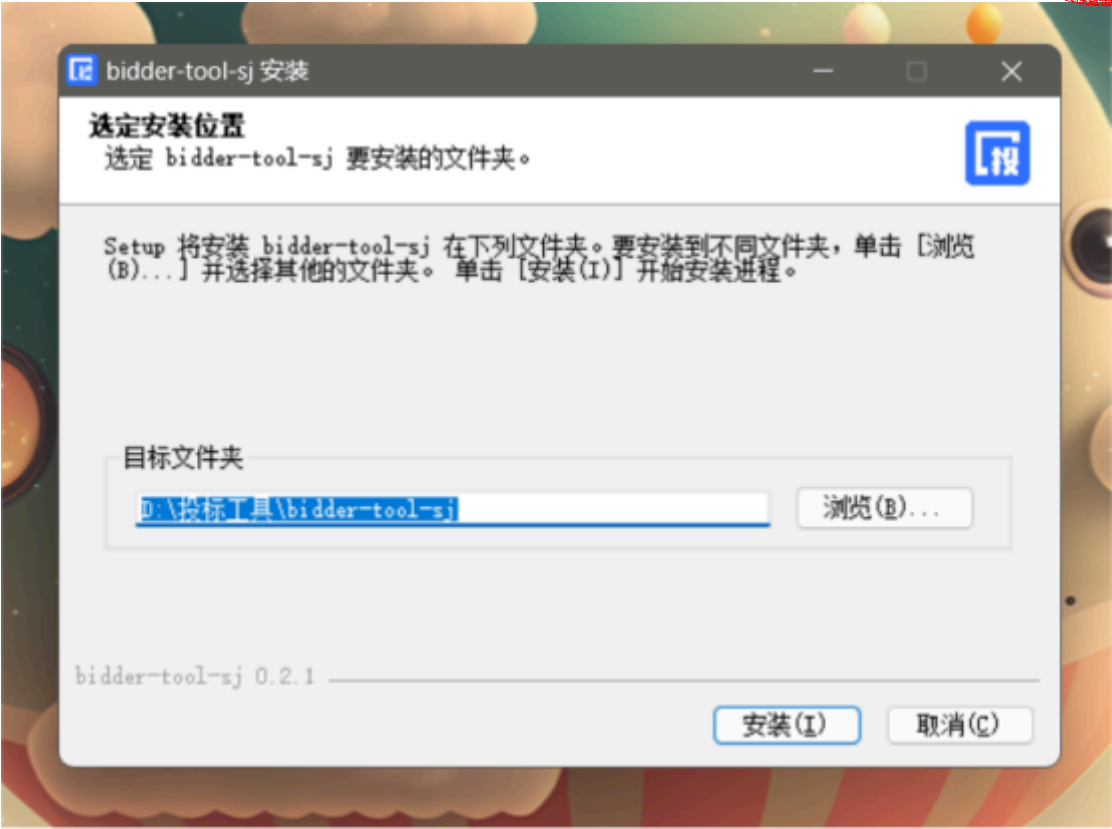 bidder-tool-sj 安装
选定安装位置
选定 bidder-tool-sj 要安装的文件夹。
投
Setup 将安装 bidder-tool-sj 在下列文件夹。要安装到不同文件夹，单击 [浏览
(B)...] 并选择其他的文件夹。 单击 [安装(I)] 开始安装进程。
目标文件夹
D:\投标工具\bidder-tool-sj
浏览(B)...
bidder-tool-sj 0.2.1
安装(I)
取消(C)